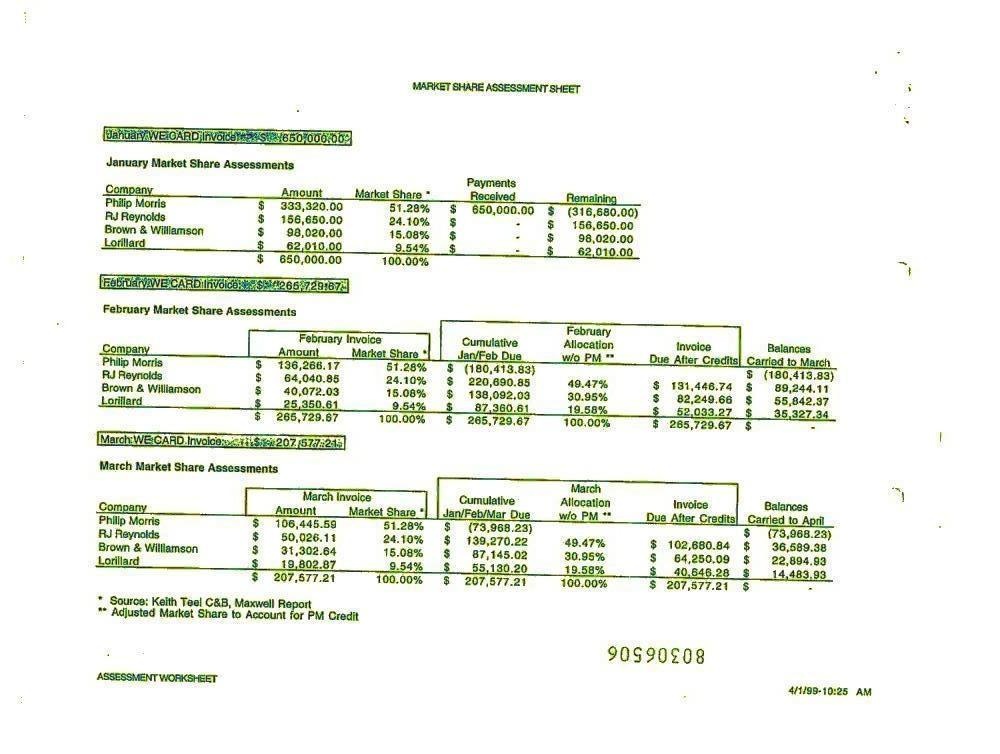 MARKET SHARE ASSESSMENT SHEET
January WE CARD Invoice $ 650,000.00
January Market Share Assessments
Payments
Company Amount Market Share * Received Remaining
Philip Morris $ 333,320.00 51.28% $ 650,000.00 $ (316,680.00)
RJ Reynolds $ 156,650.00 24.10% $ - $ 156,650.00
Brown & Williamson $ 98,020.00 15.08% $ - $ 98,020.00
Lorillard $ 62,010.00 9.54% $ - $ 62,010.00
$ 650,000.00 100.00%
February WE CARD Invoice $ 265,729.67
February Market Share Assessments
February Invoice Cumulative February Allocation Invoice Balances
Company Amount Market Share * Jan/Feb Due w/o PM ** Due After Credits Carried to March
Philip Morris $ 136,266.17 51.28% $ (180,413.83) $ (180,413.83)
RJ Reynolds $ 64,040.85 24.10% $ 220,690.85 49.47% $ 131,446.74 $ 89,244.11
Brown & Williamson $ 40,072.03 15.08% $ 138,092.03 30.95% $ 82,249.66 $ 55,842.37
Lorillard $ 25,350.61 9.54% $ 87,360.61 19.58% $ 52,033.27 $ 35,327.34
$ 265,729.67 100.00% $ 265,729.67 100.00% $ 265,729.67 $ -
March WE CARD Invoice $ 207,577.21
March Market Share Assessments
March Invoice Cumulative March Allocation Invoice Balances
Company Amount Market Share * Jan/Feb/Mar Due w/o PM ** Due After Credits Carried to April
Philip Morris $ 106,445.59 51.28% $ (73,968.23) $ (73,968.23)
RJ Reynolds $ 50,026.11 24.10% $ 139,270.22 49.47% $ 102,680.84 $ 36,589.38
Brown & Williamson $ 31,302.64 15.08% $ 87,145.02 30.95% $ 64,250.09 $ 22,894.93
Lorillard $ 19,802.87 9.54% $ 55,130.20 19.58% $ 40,646.28 $ 14,483.93
$ 207,577.21 100.00% $ 207,577.21 100.00% $ 207,577.21 $ -
* Source: Keith Teel C&B, Maxwell Report
** Adjusted Market Share to Account for PM Credit
80306506
ASSESSMENT WORKSHEET
4/1/99-10:25 AM